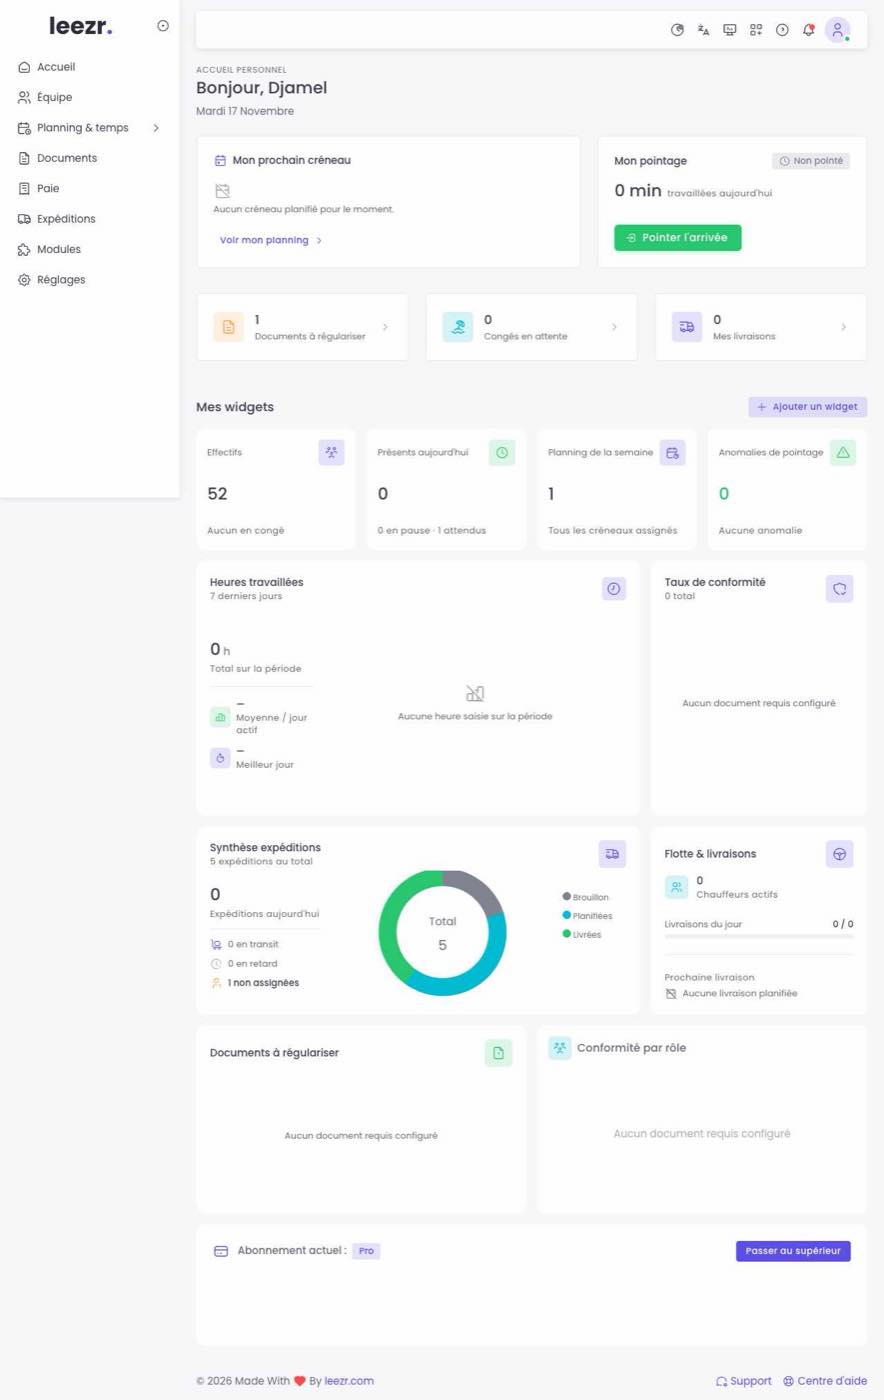 leezr.
Accueil
Équipe
Planning & temps
Documents
Paie
Expéditions
Modules
Réglages
ACCUEIL PERSONNEL
Bonjour, Djamel
Mardi 17 Novembre
Mon prochain créneau
Aucun créneau planifié pour le moment.
Voir mon planning
Mon pointage
Non pointé
0 min travaillées aujourd'hui
Pointer l'arrivée
1
Documents à régulariser
0
Congés en attente
0
Mes livraisons
Mes widgets
Ajouter un widget
Effectifs
52
Aucun en congé
Présents aujourd'hui
0
0 en pause · 1 attendus
Planning de la semaine
1
Tous les créneaux assignés
Anomalies de pointage
0
Aucune anomalie
Heures travaillées
7 derniers jours
0 h
Total sur la période
–
Moyenne / jour
actif
–
Meilleur jour
Aucune heure saisie sur la période
Taux de conformité
0 total
Aucun document requis configuré
Synthèse expéditions
5 expéditions au total
0
Expéditions aujourd'hui
0 en transit
0 en retard
1 non assignées
Total
5
Brouillon
Planifiées
Livrées
Flotte & livraisons
0
Chauffeurs actifs
Livraisons du jour 0 / 0
Prochaine livraison
Aucune livraison planifiée
Documents à régulariser
Aucun document requis configuré
Conformité par rôle
Aucun document requis configuré
Abonnement actuel : Pro
Passer au supérieur
© 2026 Made With By leezr.com
Support
Centre d'aide